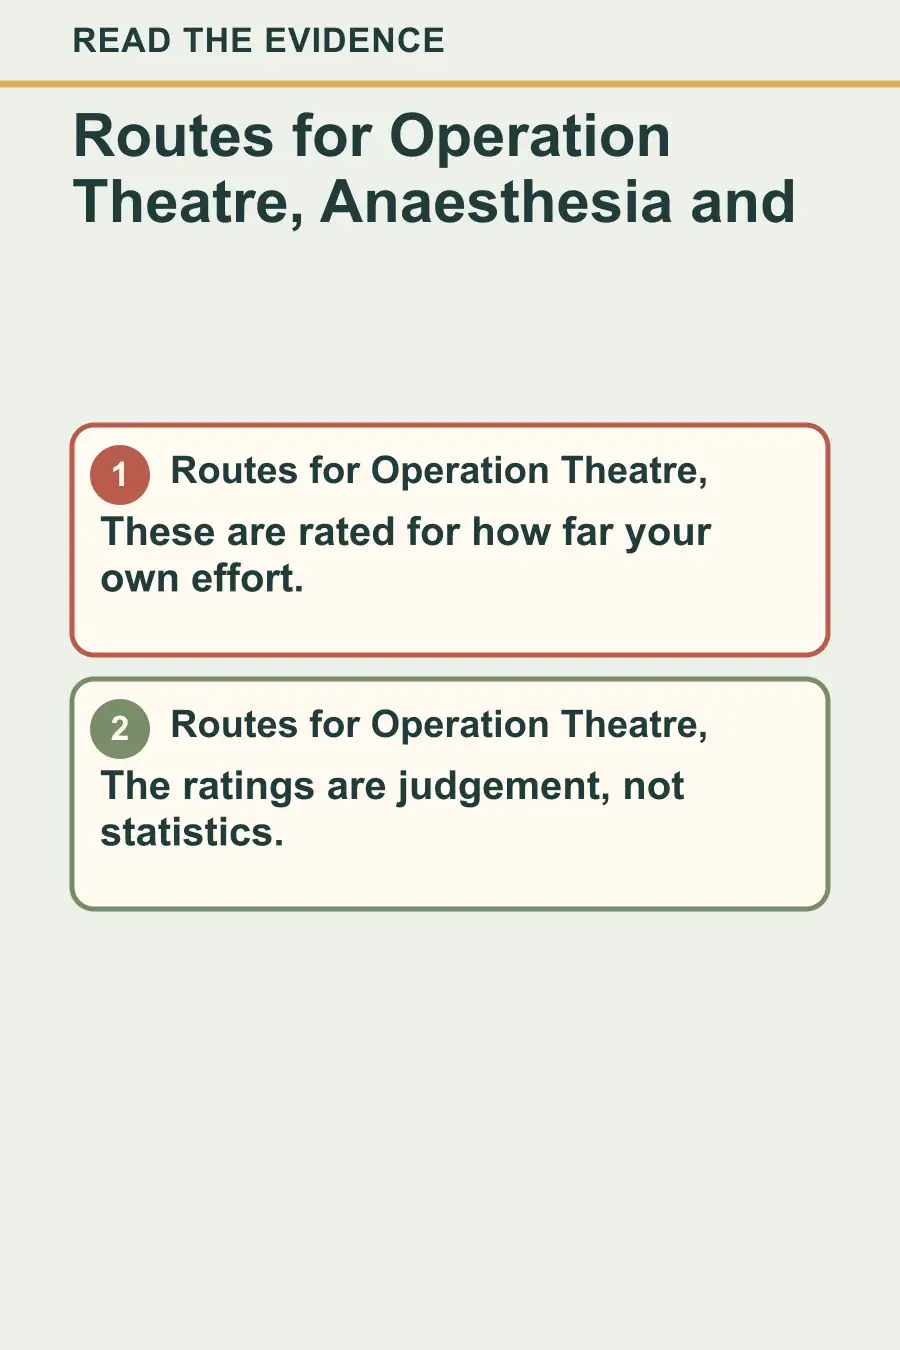 READ THE EVIDENCE
Routes for Operation
Theatre, Anaesthesia and
1 Routes for Operation Theatre,
These are rated for how far your
own effort.
2 Routes for Operation Theatre,
The ratings are judgement, not
statistics.